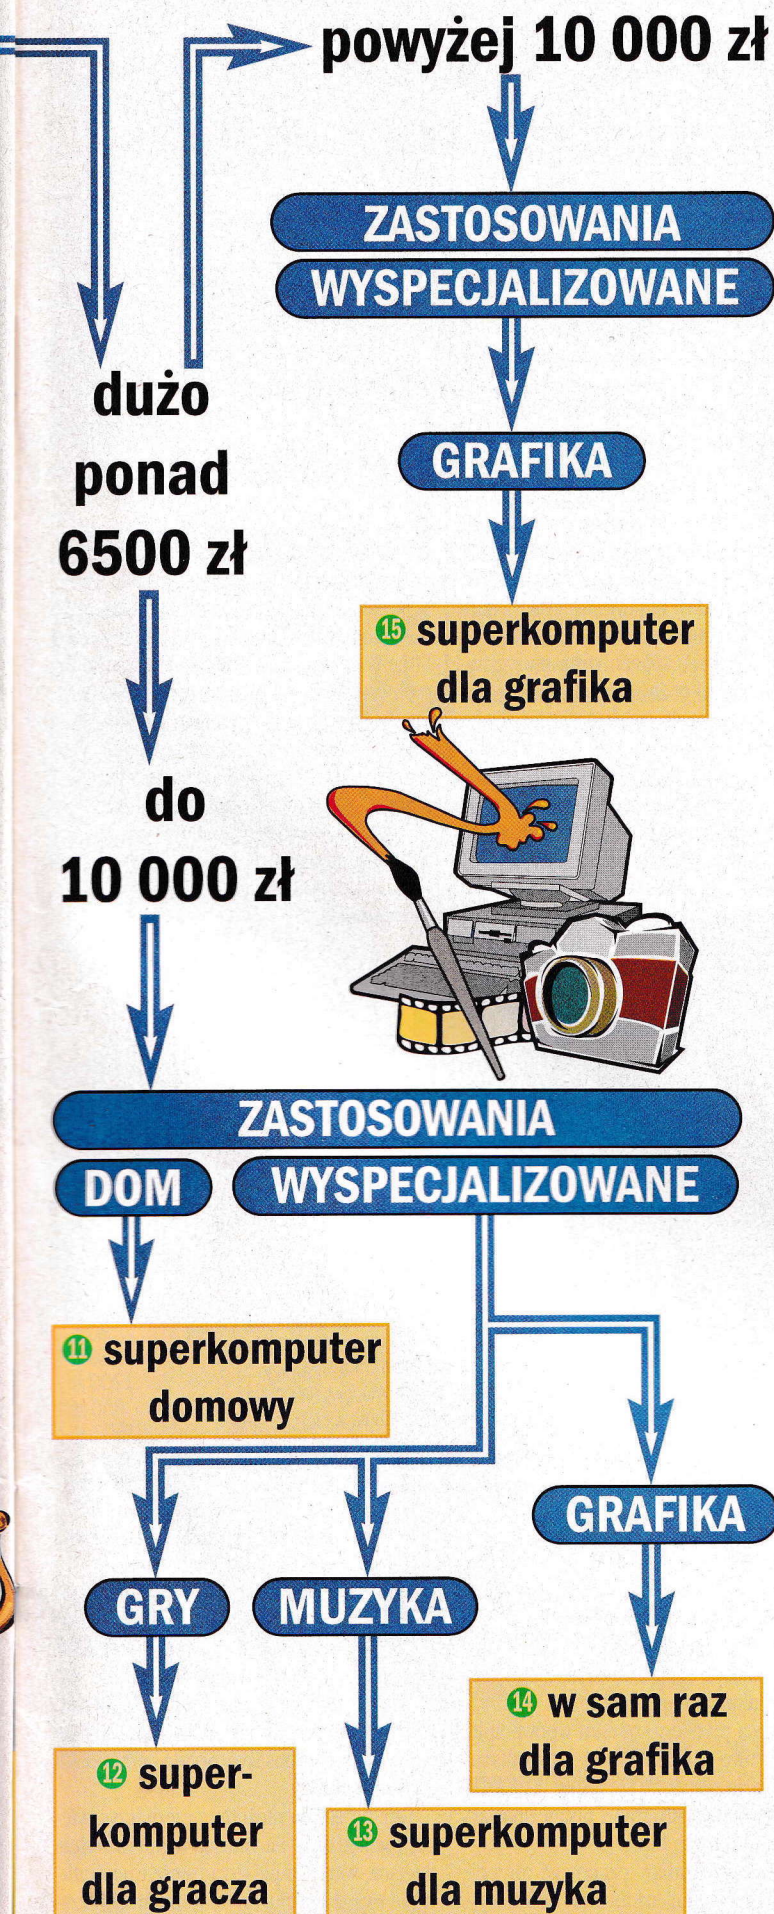 powyżej 10 000 zł
ZASTOSOWANIA
WYSPECJALIZOWANE
GRAFIKA
15 superkomputer
dla grafika
dużo
ponad
6500 zł
do
10 000 zł
ZASTOSOWANIA
DOM
WYSPECJALIZOWANE
11 superkomputer
domowy
GRAFIKA
GRY
MUZYKA
14 w sam raz
dla grafika
12 super-
komputer
dla gracza
13 superkomputer
dla muzyka